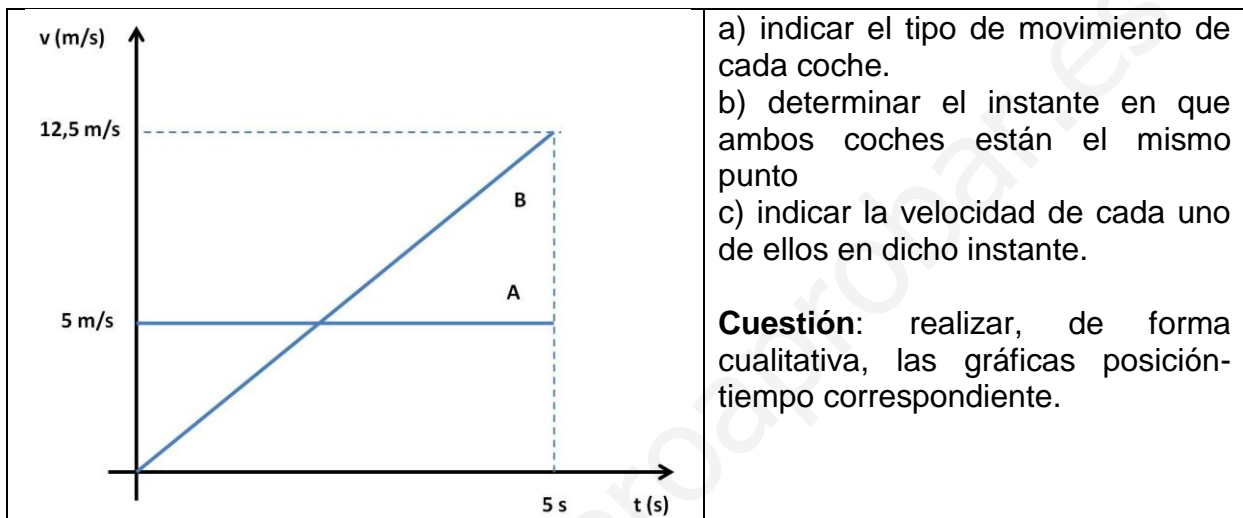 v (m/s)
12,5 m/s
B
A
5 m/s
5 s
t (s)
a) indicar el tipo de movimiento de
cada coche.
b) determinar el instante en que
ambos coches están el mismo
punto
c) indicar la velocidad de cada uno
de ellos en dicho instante.
Cuestión: realizar, de forma
cualitativa, las gráficas posición-
tiempo correspondiente.
roaprobar.es